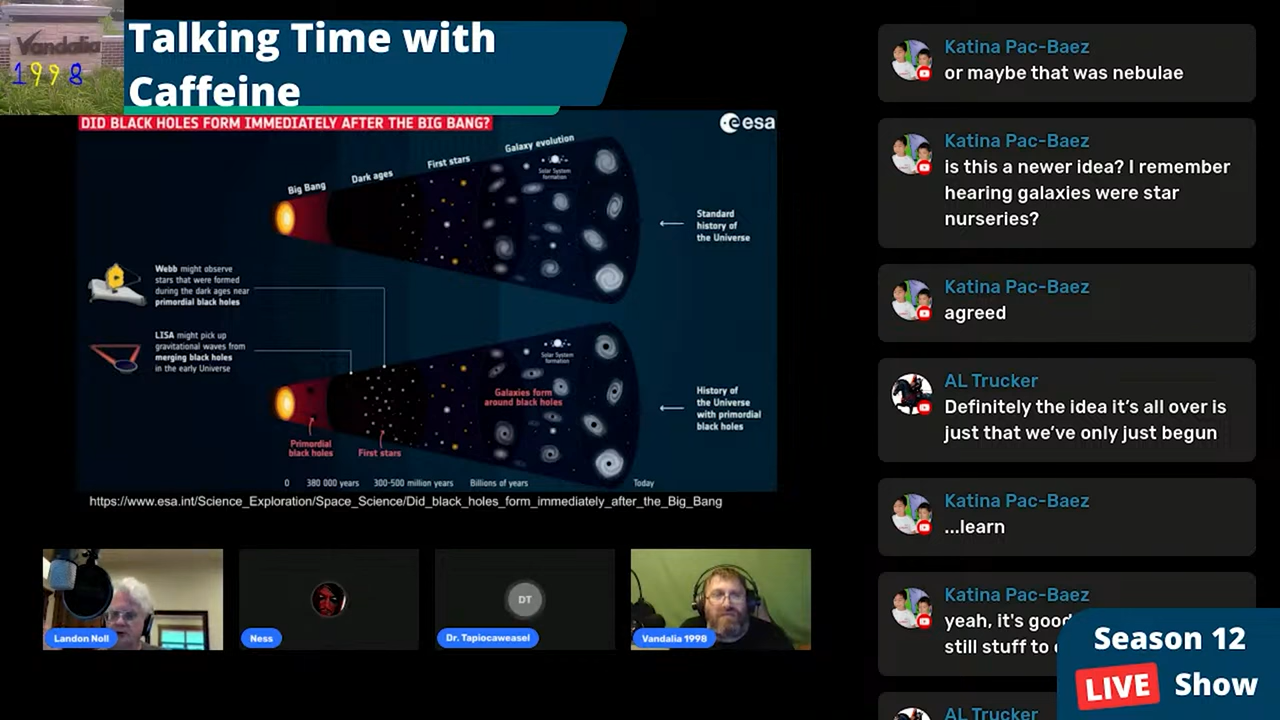 Vandalia
1998
Talking Time with
Caffeine
DID BLACK HOLES FORM IMMEDIATELY AFTER THE BIG BANG?
esa
Big Bang
Dark ages
First stars
Galaxy evolution
Solar System
formation
Standard
history of
the Universe
Webb might observe
stars that were formed
during the dark ages near
primordial black holes
LISA might pick up
gravitational waves from
merging black holes
in the early Universe
Solar System
formation
Galaxies form
around black holes
History of
the Universe
with primordial
black holes
Primordial
black holes
First stars
0
380 000 years
300-500 million years
Billions of years
Today
https://www.esa.int/Science_Exploration/Space_Science/Did_black_holes_form_immediately_after_the_Big_Bang
Landon Noll
Ness
DT
Dr. Tapiocaweasel
Vandalia 1998
Katina Pac-Baez
or maybe that was nebulae
Katina Pac-Baez
is this a newer idea? I remember
hearing galaxies were star
nurseries?
Katina Pac-Baez
agreed
AL Trucker
Definitely the idea it’s all over is
just that we’ve only just begun
Katina Pac-Baez
...learn
Katina Pac-Baez
yeah, it's good
still stuff to
AL Trucker
Season 12
LIVE Show